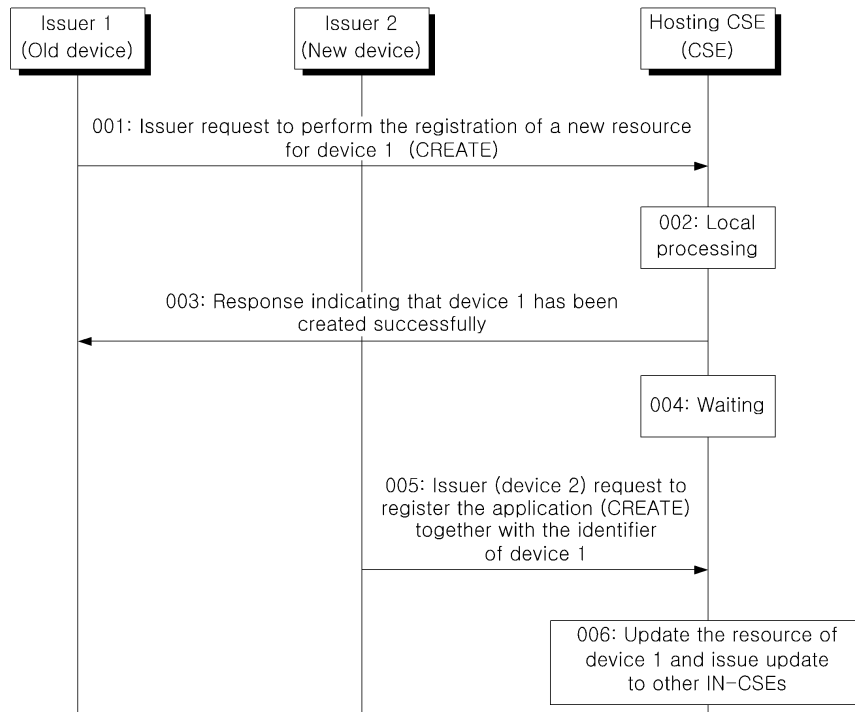 Issuer 1
(Old device)
Issuer 2
(New device)
Hosting CSE
(CSE)
001: Issuer request to perform the registration of a new resource
for device 1 (CREATE)
002: Local
processing
003: Response indicating that device 1 has been
created successfully
004: Waiting
005: Issuer (device 2) request to
register the application (CREATE)
together with the identifier
of device 1
006: Update the resource of
device 1 and issue update
to other IN-CSEs